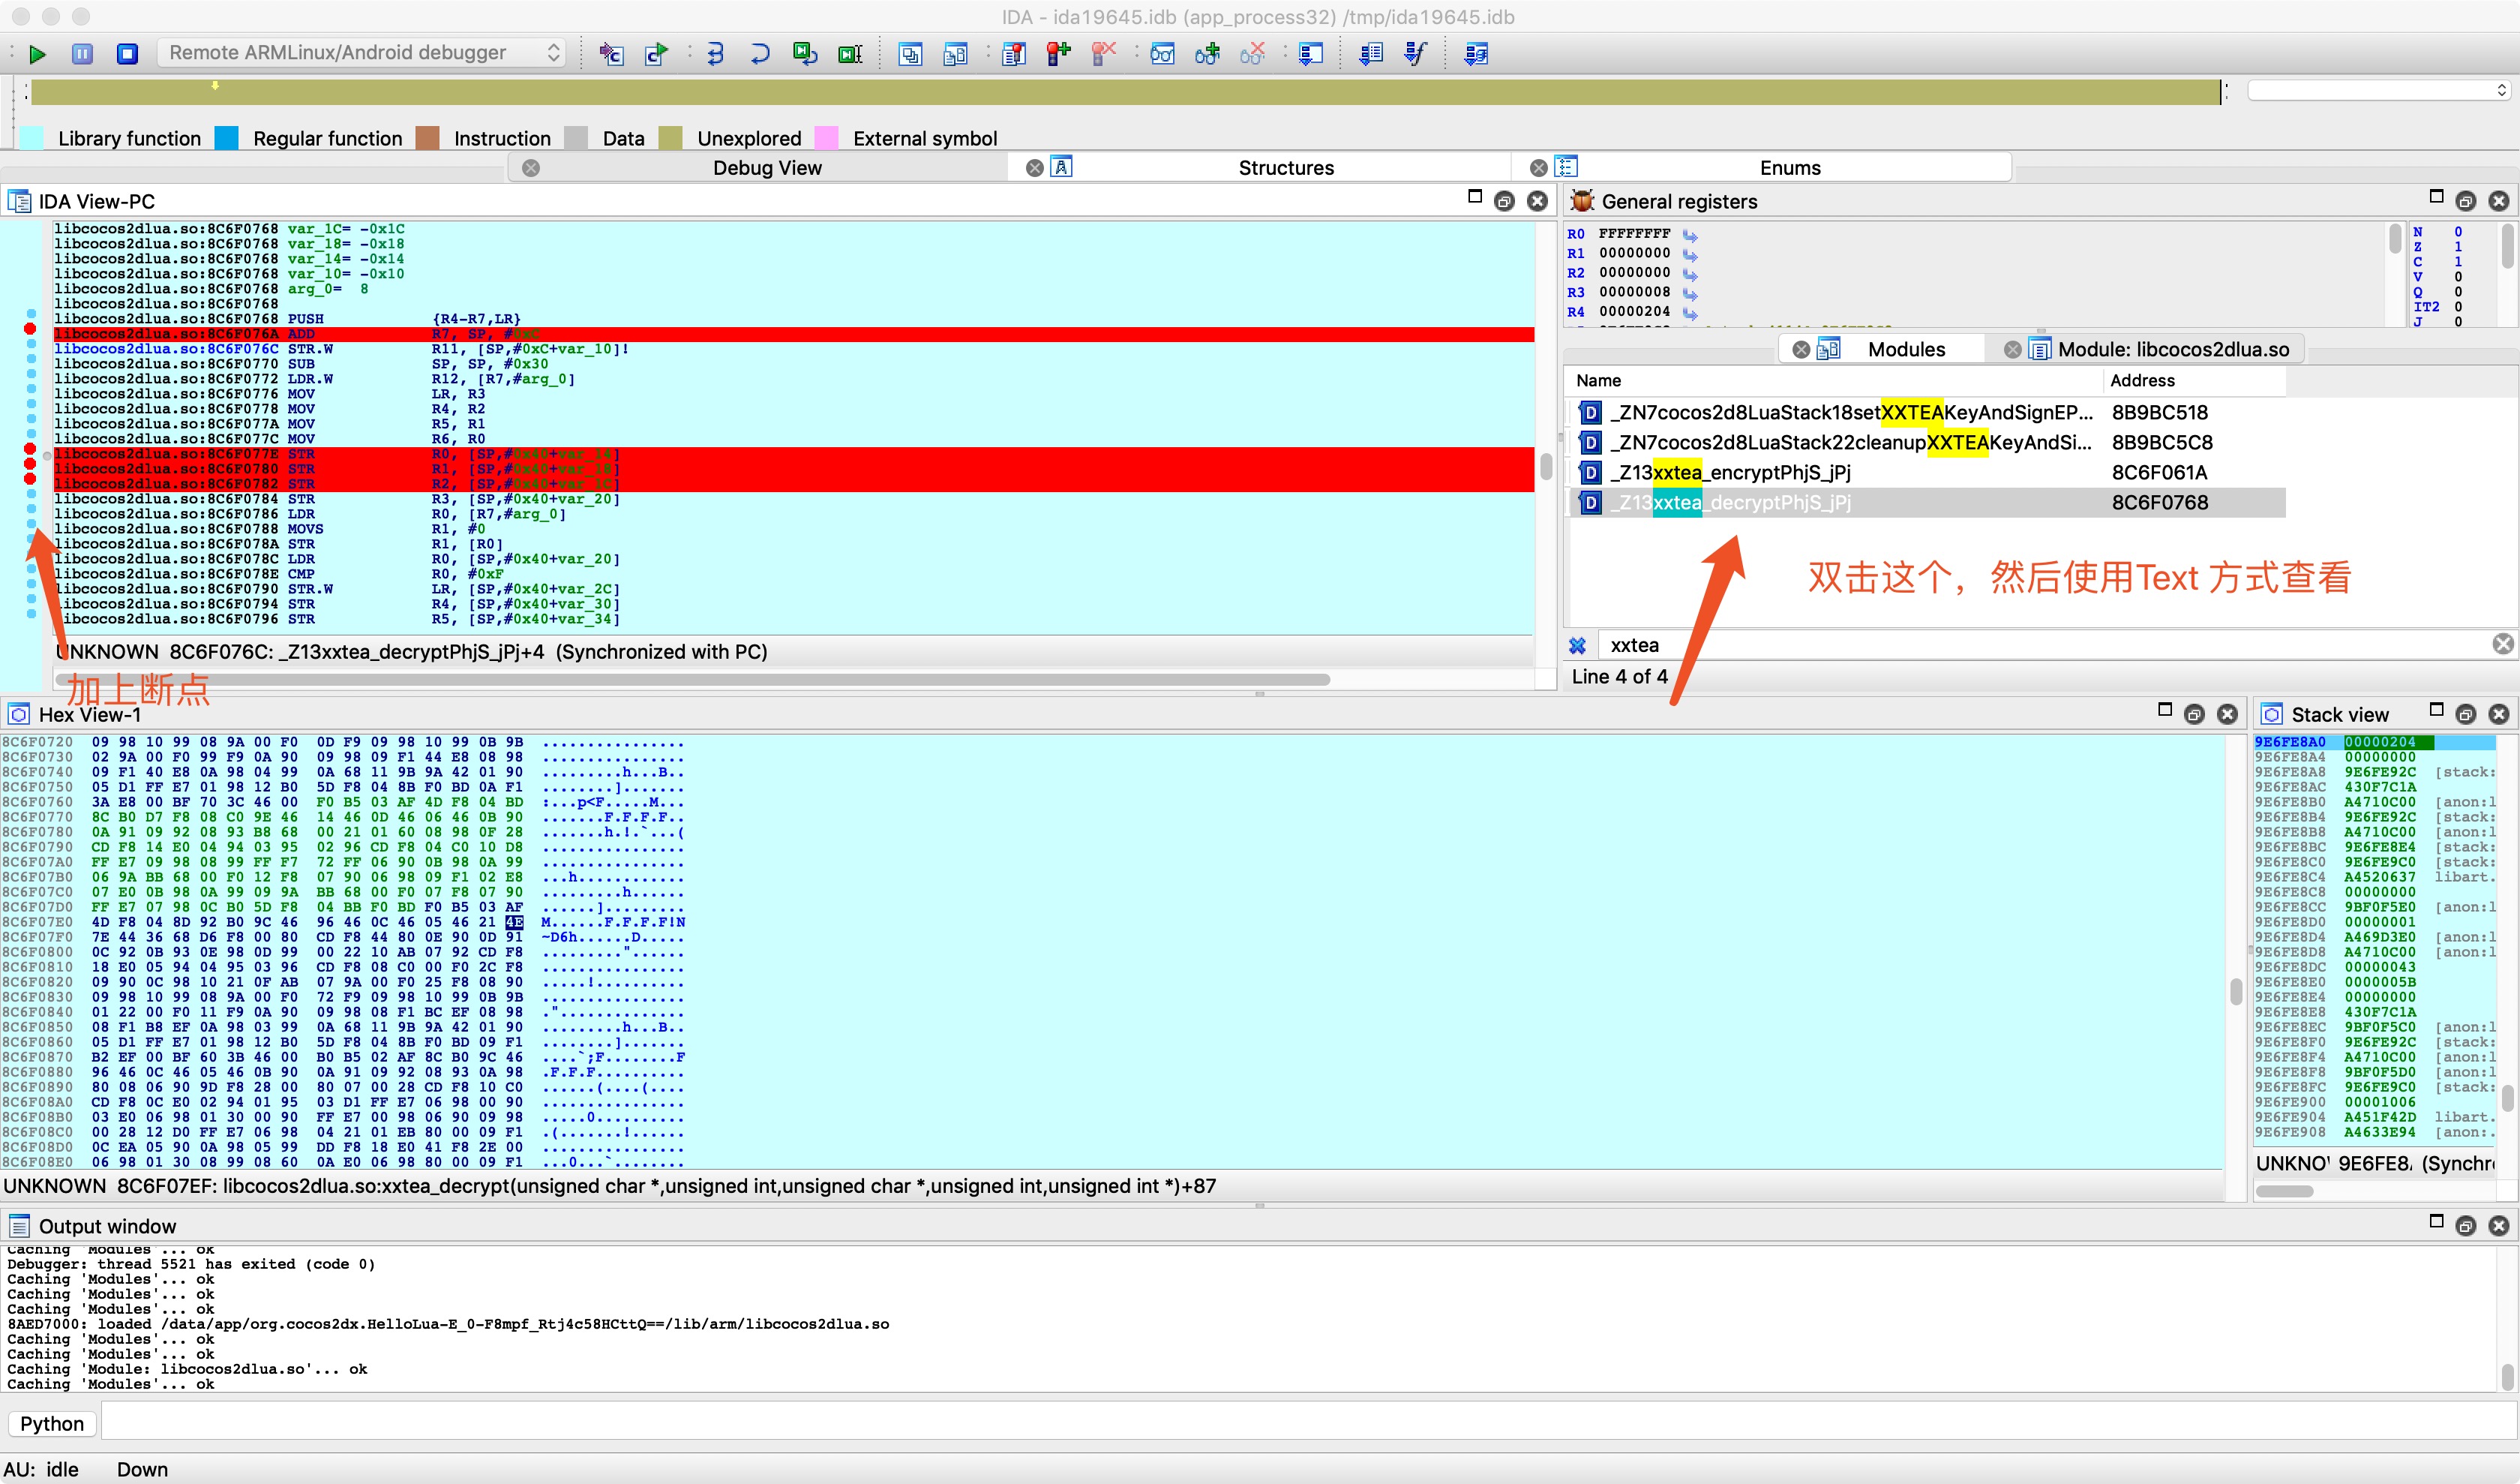 IDA - ida19645.idb (app_process32) /tmp/ida19645.idb
Remote ARMLinux/Android debugger
Library function Regular function Instruction Data Unexplored External symbol
Debug View Structures Enums
IDA View-PC
libcocos2dlua.so:8C6F0768 var_1C= -0x1C
libcocos2dlua.so:8C6F0768 var_18= -0x18
libcocos2dlua.so:8C6F0768 var_14= -0x14
libcocos2dlua.so:8C6F0768 var_10= -0x10
libcocos2dlua.so:8C6F0768 arg_0= 8
libcocos2dlua.so:8C6F0768
libcocos2dlua.so:8C6F0768 PUSH {R4-R7,LR}
libcocos2dlua.so:8C6F076A ADD R7, SP, #0xC
libcocos2dlua.so:8C6F076C STR.W R11, [SP,#0xC+var_10]!
libcocos2dlua.so:8C6F0770 SUB SP, SP, #0x30
libcocos2dlua.so:8C6F0772 LDR.W R12, [R7,#arg_0]
libcocos2dlua.so:8C6F0776 MOV LR, R3
libcocos2dlua.so:8C6F0778 MOV R4, R2
libcocos2dlua.so:8C6F077A MOV R5, R1
libcocos2dlua.so:8C6F077C MOV R6, R0
libcocos2dlua.so:8C6F077E STR R0, [SP,#0x40+var_14]
libcocos2dlua.so:8C6F0780 STR R1, [SP,#0x40+var_18]
libcocos2dlua.so:8C6F0782 STR R2, [SP,#0x40+var_1C]
libcocos2dlua.so:8C6F0784 STR R3, [SP,#0x40+var_20]
libcocos2dlua.so:8C6F0786 LDR R0, [R7,#arg_0]
libcocos2dlua.so:8C6F0788 MOVS R1, #0
libcocos2dlua.so:8C6F078A STR R1, [R0]
libcocos2dlua.so:8C6F078C LDR R0, [SP,#0x40+var_20]
libcocos2dlua.so:8C6F078E CMP R0, #0xF
libcocos2dlua.so:8C6F0790 STR.W LR, [SP,#0x40+var_2C]
libcocos2dlua.so:8C6F0794 STR R4, [SP,#0x40+var_30]
libcocos2dlua.so:8C6F0796 STR R5, [SP,#0x40+var_34]
UNKNOWN 8C6F076C: _Z13xxtea_decryptPhjS_jPj+4 (Synchronized with PC)
加上断点
General registers
R0 FFFFFFFF
R1 00000000
R2 00000000
R3 00000008
R4 00000204
N 0
Z 1
C 1
V 0
Q 0
IT2 0
J 0
Modules Module: libcocos2dlua.so
Name Address
_ZN7cocos2d8LuaStack18setXXTEAKeyAndSignEP... 8B9BC518
_ZN7cocos2d8LuaStack22cleanupXXTEAKeyAndSi... 8B9BC5C8
_Z13xxtea_encryptPhjS_jPj 8C6F061A
_Z13xxtea_decryptPhjS_jPj 8C6F0768
双击这个，然后使用Text 方式查看
xxtea
Line 4 of 4
Hex View-1
8C6F0720 09 98 10 99 08 9A 00 F0 0D F9 09 98 10 99 0B 9B ................
8C6F0730 02 9A 00 F0 99 F9 0A 90 09 98 09 F1 44 E8 08 98 ................
8C6F0740 09 F1 40 E8 0A 98 04 99 0A 68 11 9B 9A 42 01 90 .........h...B..
8C6F0750 05 D1 FF E7 01 98 12 B0 5D F8 04 8B F0 BD 0A F1 ........].......
8C6F0760 3A E8 00 BF 70 3C 46 00 F0 B5 03 AF 4D F8 04 BD :...p<F.....M...
8C6F0770 8C B0 D7 F8 08 C0 9E 46 14 46 0D 46 06 46 0B 90 .......F.F.F.F..
8C6F0780 0A 91 09 92 08 93 B8 68 00 21 01 60 08 98 0F 28 .......h.!.`...(
8C6F0790 CD F8 14 E0 04 94 03 95 02 96 CD F8 04 C0 10 D8 ................
8C6F07A0 FF E7 09 98 08 99 FF F7 72 FF 06 90 0B 98 0A 99 ................
8C6F07B0 06 9A BB 68 00 F0 12 F8 07 90 06 98 09 F1 02 E8 ...h............
8C6F07C0 07 E0 0B 98 0A 99 09 9A BB 68 00 F0 07 F8 07 90 .........h......
8C6F07D0 FF E7 07 98 0C B0 5D F8 04 BB F0 BD F0 B5 03 AF ......].........
8C6F07E0 4D F8 04 8D 92 B0 9C 46 96 46 0C 46 05 46 21 4E M......F.F.F.F!N
8C6F07F0 7E 44 36 68 D6 F8 00 80 CD F8 44 80 0E 90 0D 91 ~D6h......D.....
8C6F0800 0C 92 0B 93 0E 98 0D 99 00 22 10 AB 07 92 CD F8 ........."......
8C6F0810 18 E0 05 94 04 95 03 96 CD F8 08 C0 00 F0 2C F8 ................
8C6F0820 09 90 0C 98 10 21 0F AB 07 9A 00 F0 25 F8 08 90 .....!..........
8C6F0830 09 98 10 99 08 9A 00 F0 72 F9 09 98 10 99 0B 9B ................
8C6F0840 01 22 00 F0 11 F9 0A 90 09 98 08 F1 BC EF 08 98 ."..............
8C6F0850 08 F1 B8 EF 0A 98 03 99 0A 68 11 9B 9A 42 01 90 .........h...B..
8C6F0860 05 D1 FF E7 01 98 12 B0 5D F8 04 8B F0 BD 09 F1 ........].......
8C6F0870 B2 EF 00 BF 60 3B 46 00 B0 B5 02 AF 8C B0 9C 46 ....`;F........F
8C6F0880 96 46 0C 46 05 46 0B 90 0A 91 09 92 08 93 0A 98 .F.F.F..........
8C6F0890 80 08 06 90 9D F8 28 00 80 07 00 28 CD F8 10 C0 ......(....(....
8C6F08A0 CD F8 0C E0 02 94 01 95 03 D1 FF E7 06 98 00 90 ................
8C6F08B0 03 E0 06 98 01 30 00 90 FF E7 00 98 06 90 09 98 .....0..........
8C6F08C0 00 28 12 D0 FF E7 06 98 04 21 01 EB 80 00 09 F1 .(.......!......
8C6F08D0 0C EA 05 90 0A 98 05 99 DD F8 18 E0 41 F8 2E 00 ................
8C6F08E0 06 98 01 30 08 99 08 60 0A E0 06 98 80 00 09 F1 ...0...`........
UNKNOWN 8C6F07EF: libcocos2dlua.so:xxtea_decrypt(unsigned char *,unsigned int,unsigned char *,unsigned int,unsigned int *)+87
Stack view
9E6FE8A0 00000204
9E6FE8A4 00000000
9E6FE8A8 9E6FE92C [stack:
9E6FE8AC 430F7C1A
9E6FE8B0 A4710C00 [anon:l
9E6FE8B4 9E6FE92C [stack:
9E6FE8B8 A4710C00 [anon:l
9E6FE8BC 9E6FE8E4 [stack:
9E6FE8C0 9E6FE9C0 [stack:
9E6FE8C4 A4520637 libart.
9E6FE8C8 00000000
9E6FE8CC 9BF0F5E0 [anon:l
9E6FE8D0 00000001
9E6FE8D4 A469D3E0 [anon:l
9E6FE8D8 A4710C00 [anon:l
9E6FE8DC 00000043
9E6FE8E0 0000005B
9E6FE8E4 00000000
9E6FE8E8 430F7C1A
9E6FE8EC 9BF0F5C0 [anon:l
9E6FE8F0 9E6FE92C [stack:
9E6FE8F4 A4710C00 [anon:l
9E6FE8F8 9BF0F5D0 [anon:l
9E6FE8FC 9E6FE9C0 [stack:
9E6FE900 00001006
9E6FE904 A451F42D libart.
9E6FE908 A4633E94 [anon:.
UNKNO 9E6FE8 (Synchr
Output window
Caching 'Modules'... ok
Debugger: thread 5521 has exited (code 0)
Caching 'Modules'... ok
Caching 'Modules'... ok
Caching 'Modules'... ok
8AED7000: loaded /data/app/org.cocos2dx.HelloLua-E_0-F8mpf_Rtj4c58HCttQ==/lib/arm/libcocos2dlua.so
Caching 'Modules'... ok
Caching 'Modules'... ok
Caching 'Module: libcocos2dlua.so'... ok
Caching 'Modules'... ok
Python
AU: idle Down